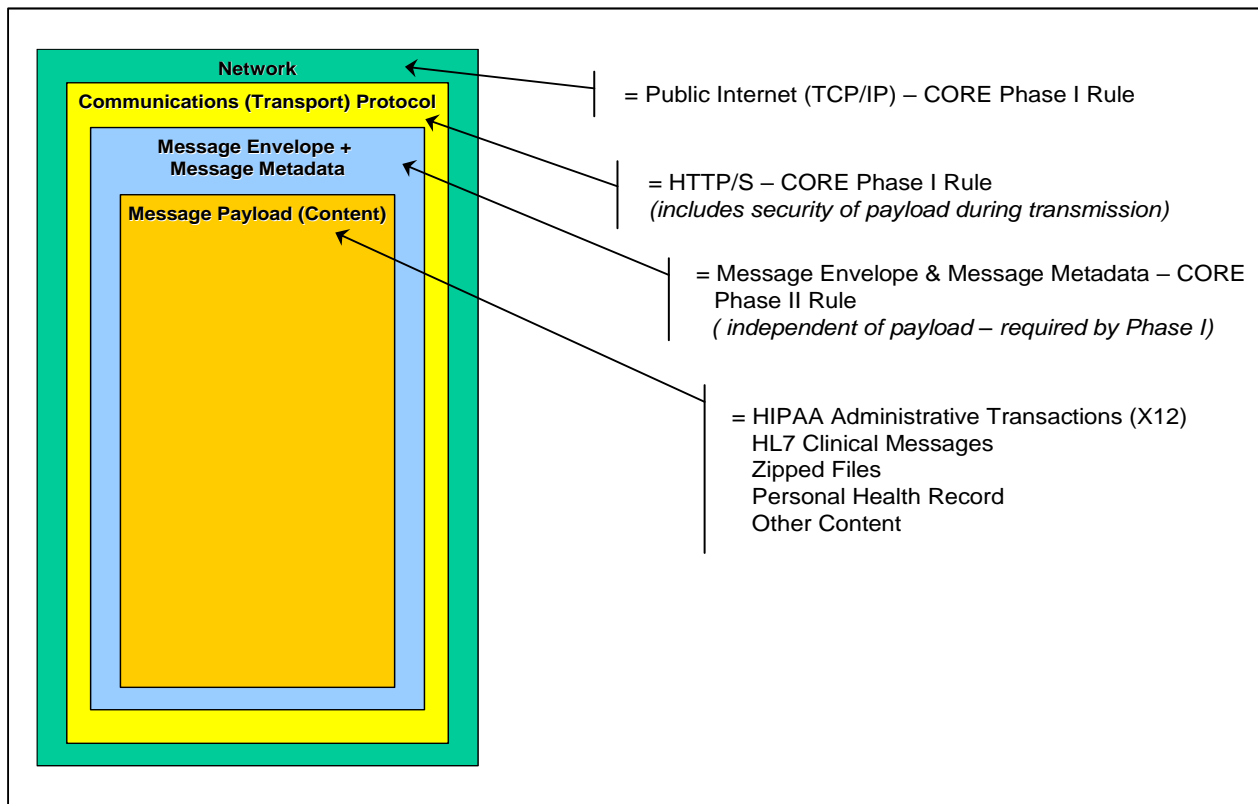 Network
Communications (Transport) Protocol
Message Envelope +
Message Metadata
Message Payload (Content)
= Public Internet (TCP/IP) – CORE Phase I Rule
= HTTP/S – CORE Phase I Rule
(includes security of payload during transmission)
= Message Envelope & Message Metadata – CORE
Phase II Rule
( independent of payload – required by Phase I)
= HIPAA Administrative Transactions (X12)
HL7 Clinical Messages
Zipped Files
Personal Health Record
Other Content